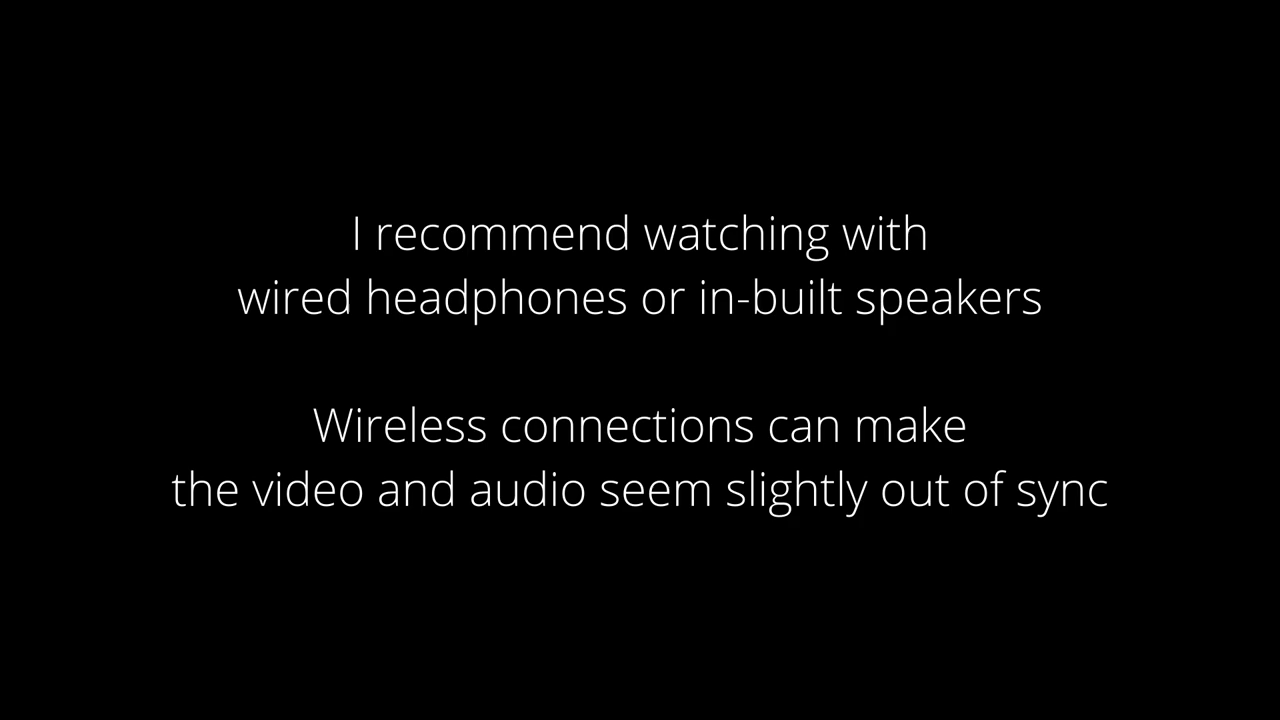 I recommend watching with
wired headphones or in-built speakers
Wireless connections can make
the video and audio seem slightly out of sync